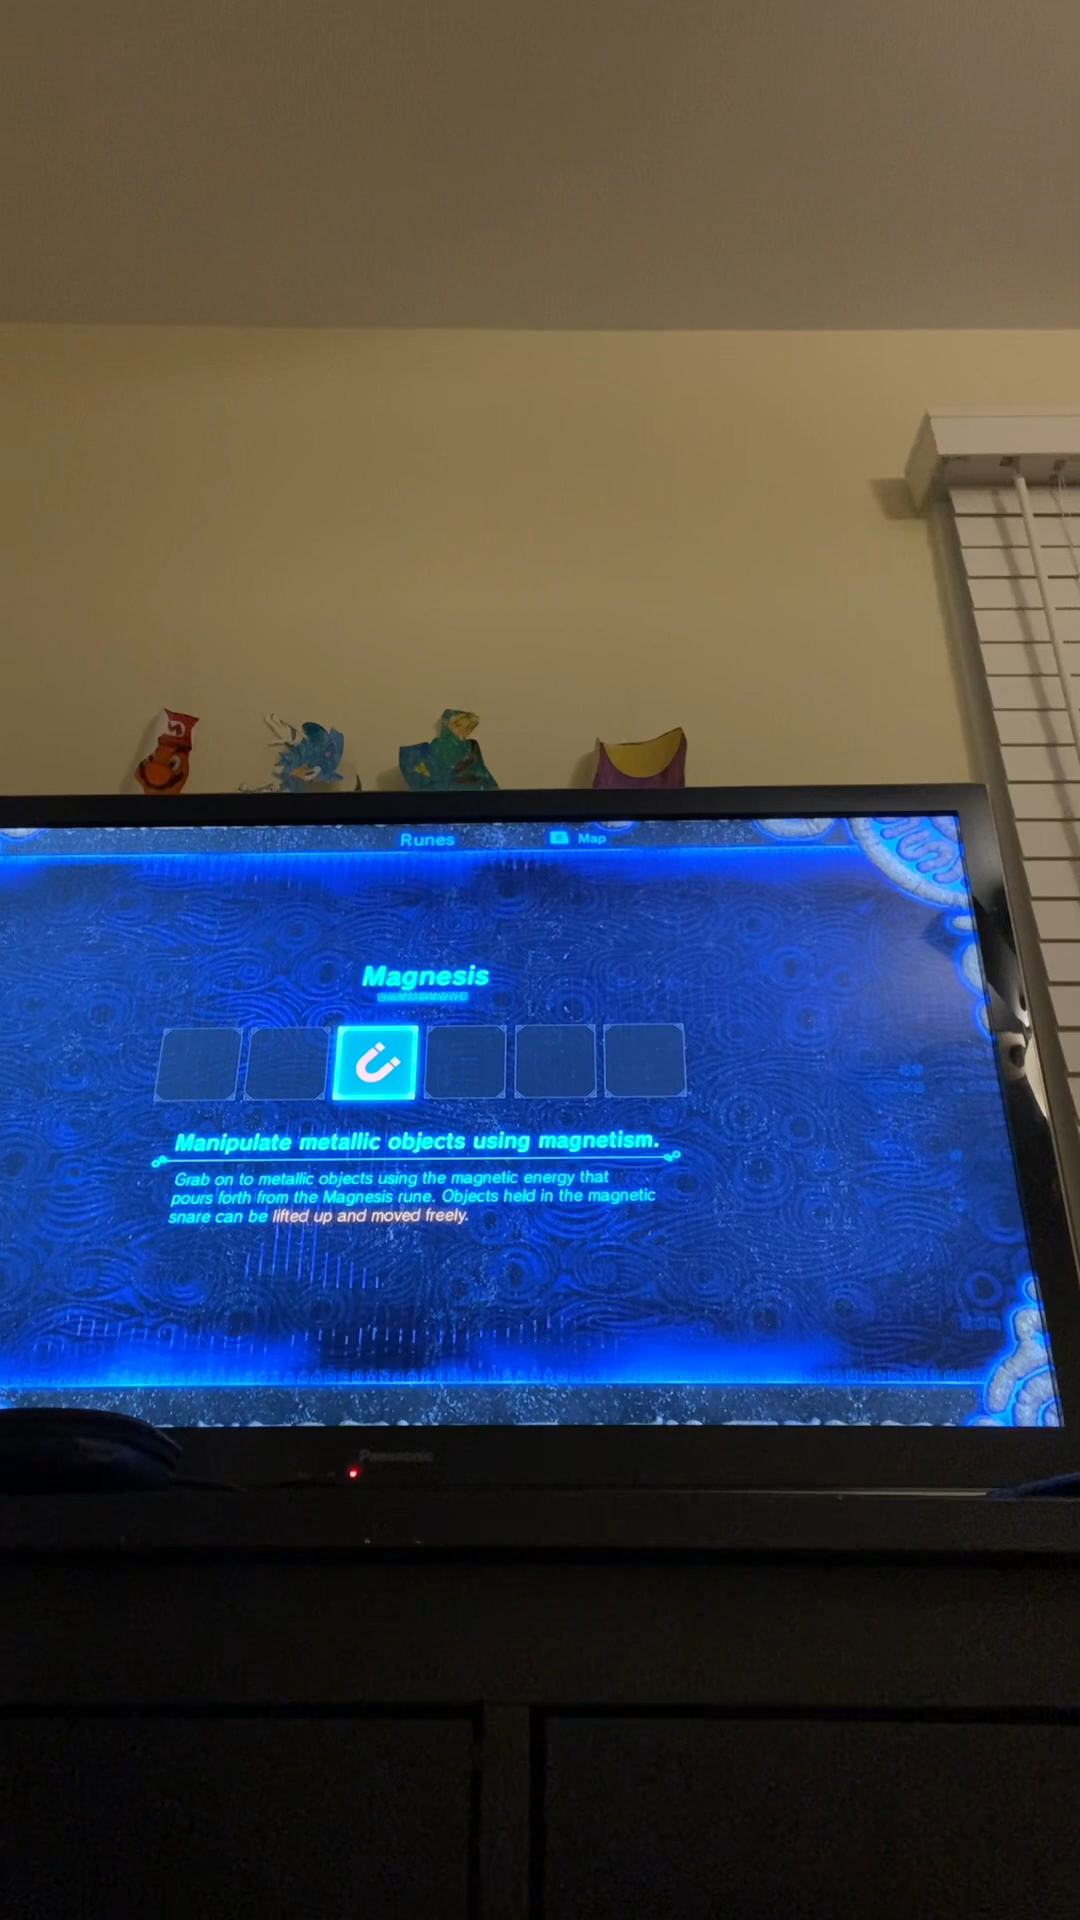 Runes
Map
Magnesis
Manipulate metallic objects using magnetism.
Grab on to metallic objects using the magnetic energy that
pours forth from the Magnesis rune. Objects held in the magnetic
snare can be lifted up and moved freely.
Panasonic